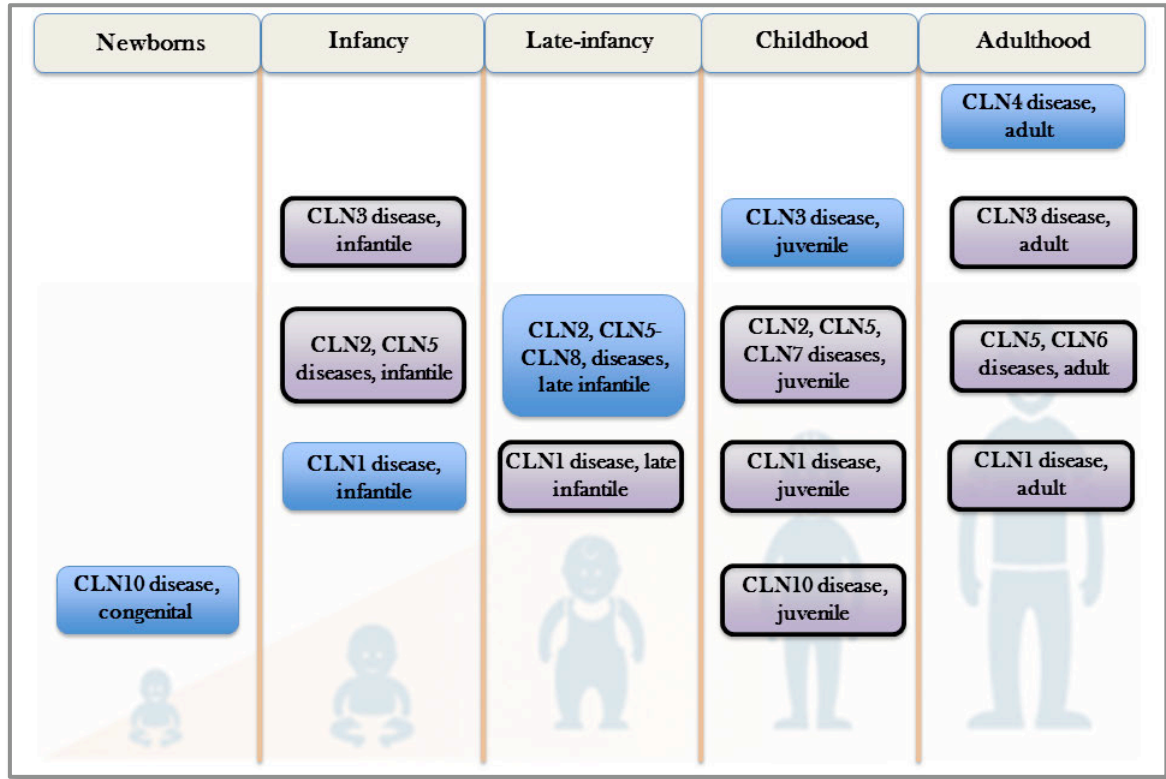 Newborns
Infancy
Late-infancy
Childhood
Adulthood
CLN4 disease,
adult
CLN3 disease,
infantile
CLN3 disease,
juvenile
CLN3 disease,
adult
CLN2, CLN5
diseases, infantile
CLN2, CLN5-
CLN8, diseases,
late infantile
CLN2, CLN5,
CLN7 diseases,
juvenile
CLN5, CLN6
diseases, adult
CLN1 disease,
infantile
CLN1 disease, late
infantile
CLN1 disease,
juvenile
CLN1 disease,
adult
CLN10 disease,
congenital
CLN10 disease,
juvenile